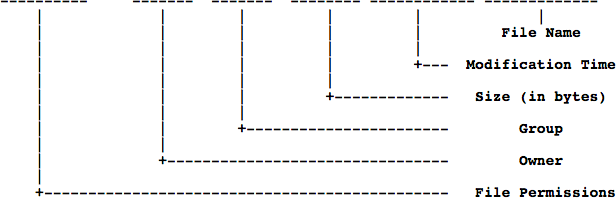 File Name
Modification Time
Size (in bytes)
Group
Owner
File Permissions